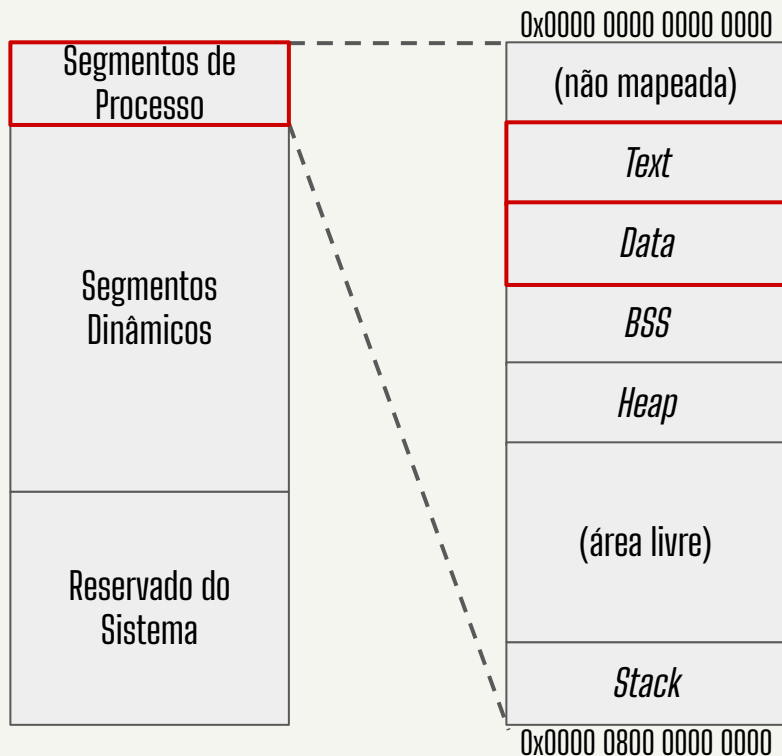 Segmentos de
Processo
Segmentos
Dinâmicos
Reservado do
Sistema
0x0000 0000 0000 0000
(não mapeada)
Text
Data
BSS
Heap
(área livre)
Stack
0x0000 0800 0000 0000